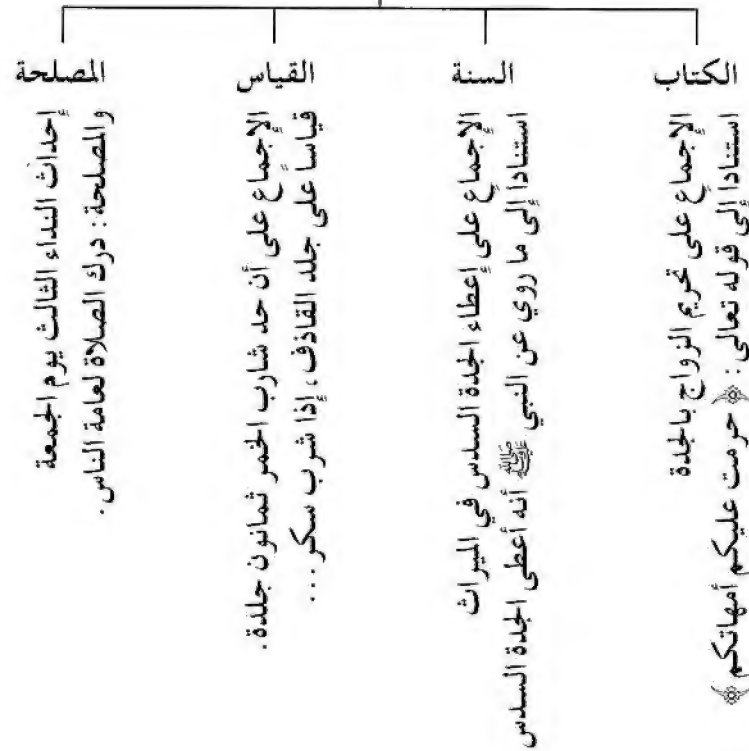 الكتاب
الإجماع على تحريم الزواج بالجدة
استنادا إلى قوله تعالى : ﴿ حرمت عليكم أمهاتكم ﴾
السنة
الإجماع على إعطاء الجدة السدس في الميراث
استنادا إلى ما روي عن النبي ﷺ أنه أعطى الجدة السدس
القياس
الإجماع على أن حد شارب الخمر ثمانون جلدة .
قياساً على جلد القاذف ، إذا شرب سكر ...
المصلحة
إحداث النداء الثالث يوم الجمعة
والمصلحة : درك الصلاة لعامة الناس .